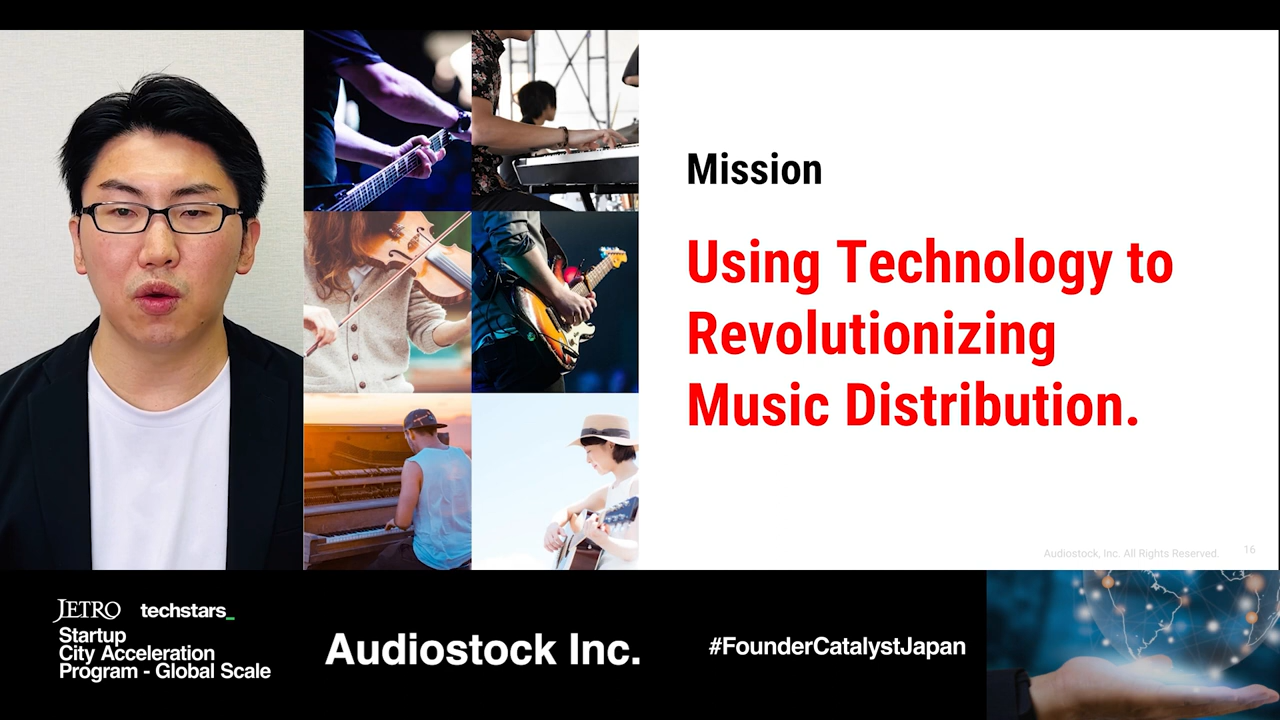 Mission
Using Technology to
Revolutionizing
Music Distribution.
Audiostock, Inc. All Rights Reserved.
16
JETRO techstars_
Startup
City Acceleration
Program - Global Scale
Audiostock Inc.
#FounderCatalystJapan